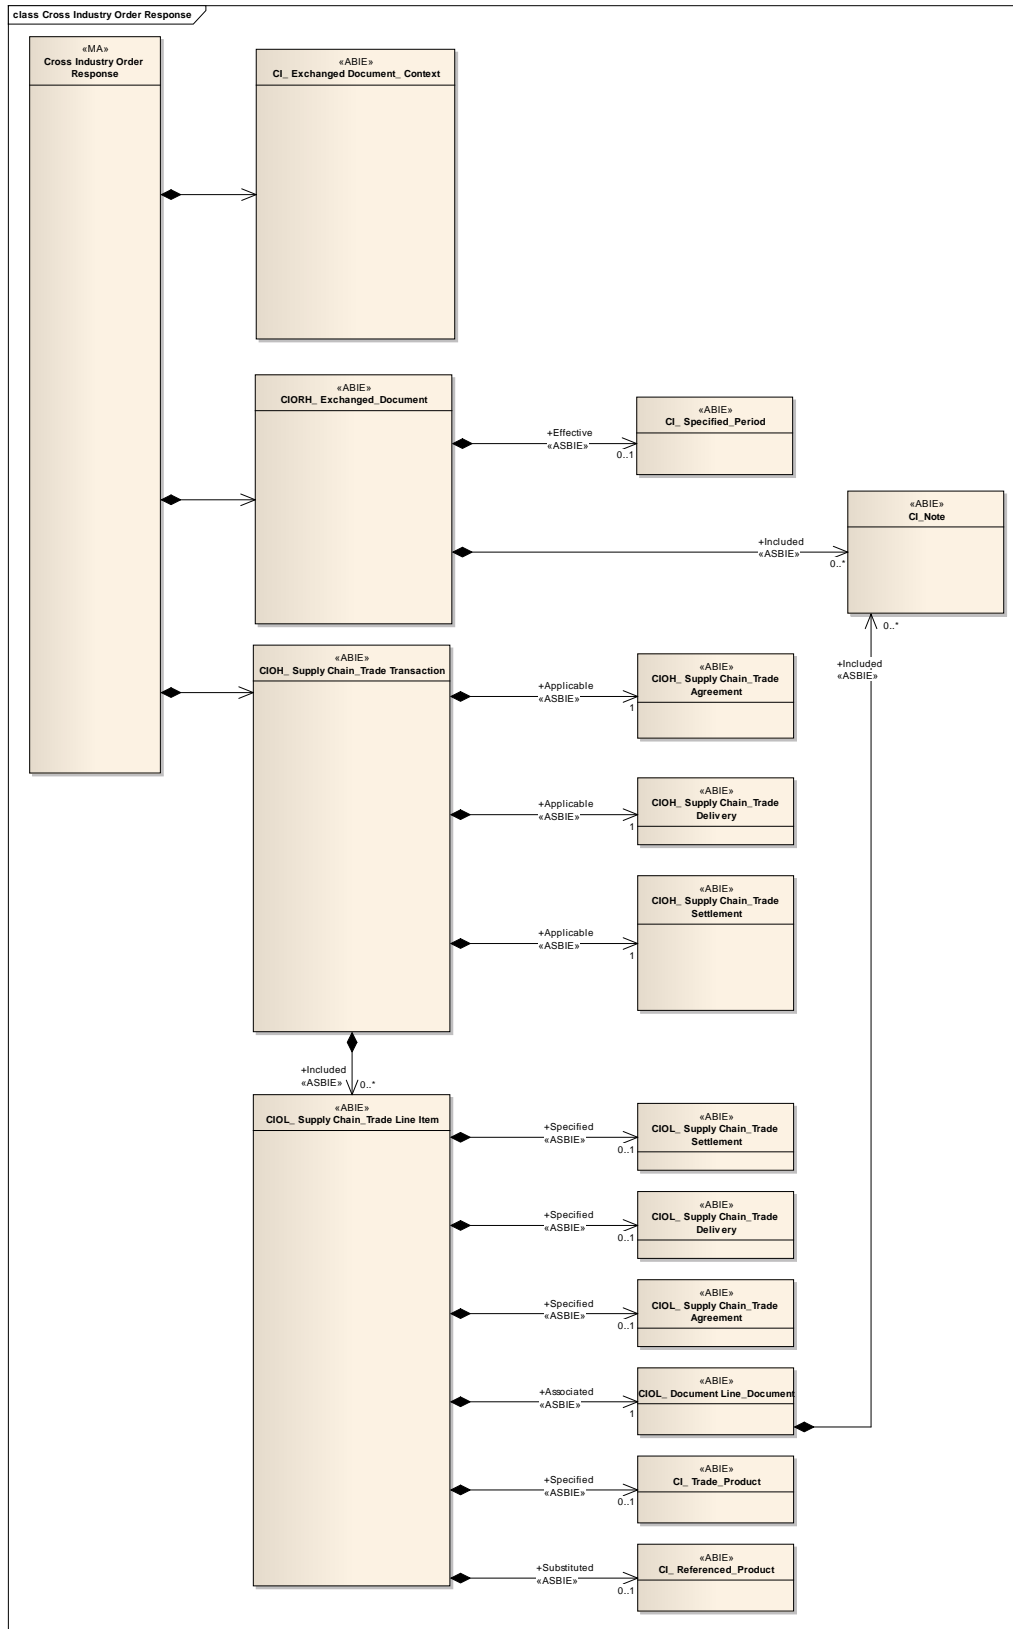 class Cross Industry Order Response
«MA»
Cross Industry Order
Response
«ABIE»
CI_ Exchanged Document_ Context
«ABIE»
CIORH_ Exchanged_Document
+Effective
«ASBIE»
0..1
«ABIE»
CI_ Specified_Period
+Included
«ASBIE»
0..*
«ABIE»
CI_Note
0..*
+Included
«ASBIE»
«ABIE»
CIOH_ Supply Chain_Trade Transaction
+Applicable
«ASBIE»
1
«ABIE»
CIOH_ Supply Chain_Trade
Agreement
+Applicable
«ASBIE»
1
«ABIE»
CIOH_ Supply Chain_Trade
Delivery
+Applicable
«ASBIE»
1
«ABIE»
CIOH_ Supply Chain_Trade
Settlement
+Included
«ASBIE»
0..*
«ABIE»
CIOL_ Supply Chain_Trade Line Item
+Specified
«ASBIE»
0..1
«ABIE»
CIOL_ Supply Chain_Trade
Settlement
+Specified
«ASBIE»
0..1
«ABIE»
CIOL_ Supply Chain_Trade
Delivery
+Specified
«ASBIE»
0..1
«ABIE»
CIOL_ Supply Chain_Trade
Agreement
+Associated
«ASBIE»
1
«ABIE»
CIOL_ Document Line_Document
+Specified
«ASBIE»
0..1
«ABIE»
CI_ Trade_Product
+Substituted
«ASBIE»
0..1
«ABIE»
CI_ Referenced_Product